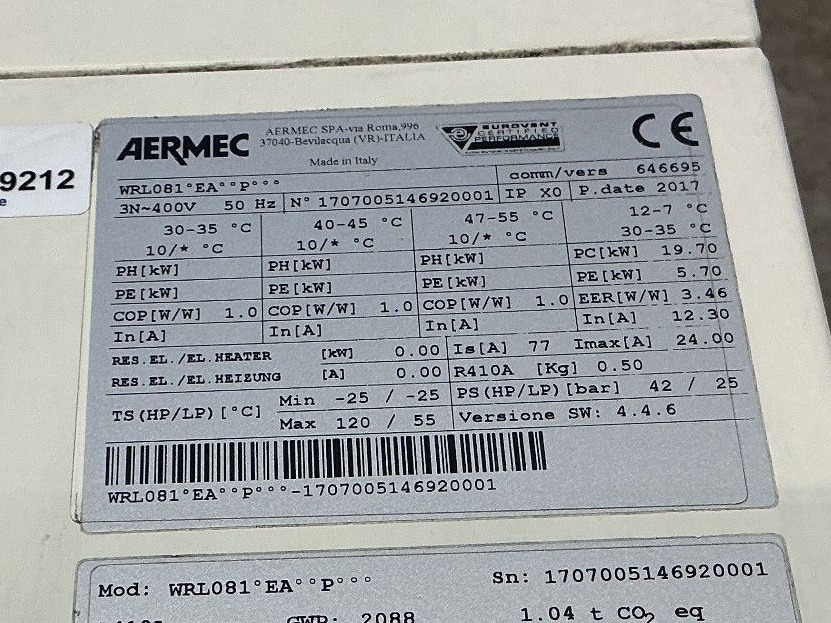 9212
e
AERMEC
AERMEC SPA-via Roma,996
37040-Bevilacqua (VR)-ITALIA
Made in Italy
EUROVENT
CERTIFIED
PERFORMANCE
CE
WRL081°EA°°P°°° comm/vers 646695
3N~400V 50 Hz N° 1707005146920001 IP X0 P.date 2017
30-35 °C 40-45 °C 47-55 °C 12-7 °C
10/* °C 10/* °C 10/* °C 30-35 °C
PH[kW] PH[kW] PH[kW] PC[kW] 19.70
PE[kW] PE[kW] PE[kW] PE[kW] 5.70
COP[W/W] 1.0 COP[W/W] 1.0 COP[W/W] 1.0 EER[W/W] 3.46
In[A] In[A] In[A] In[A] 12.30
RES.EL./EL.HEATER [kW] 0.00 Is[A] 77 Imax[A] 24.00
RES.EL./EL.HEIZUNG [A] 0.00 R410A [Kg] 0.50
TS(HP/LP)[°C] Min -25 / -25 PS(HP/LP)[bar] 42 / 25
Max 120 / 55 Versione SW: 4.4.6
WRL081°EA°°P°°°-1707005146920001
Mod: WRL081°EA°°P°°° Sn: 1707005146920001
GWP: 2088 1.04 t CO2 eq